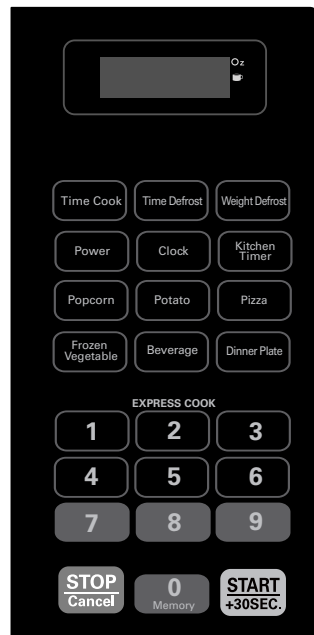 Oz
Time Cook Time Defrost Weight Defrost
Power Clock Kitchen
Timer
Popcorn Potato Pizza
Frozen
Vegetable Beverage Dinner Plate
EXPRESS COOK
1 2 3
4 5 6
7 8 9
STOP
Cancel
0
Memory
START
+30SEC.